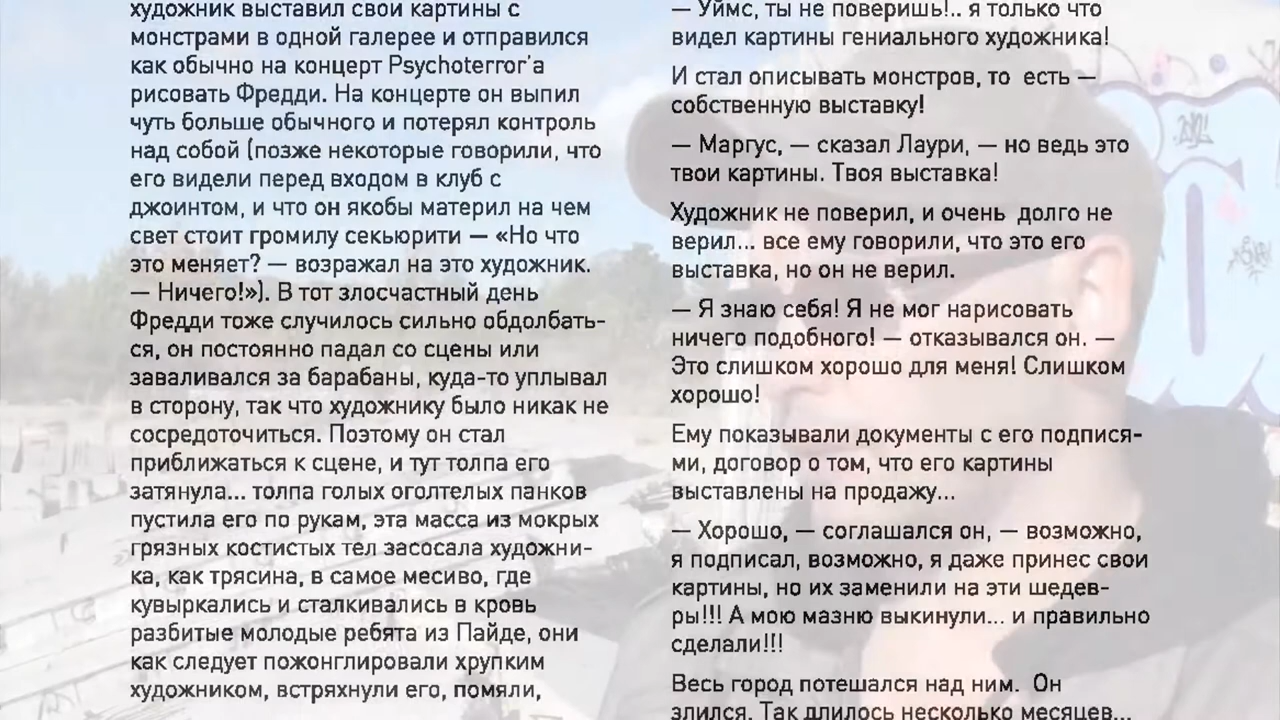 художник выставил свои картины с
монстрами в одной галерее и отправился
как обычно на концерт Psychoterror'а
рисовать Фредди. На концерте он выпил
чуть больше обычного и потерял контроль
над собой (позже некоторые говорили, что
его видели перед входом в клуб с
джоинтом, и что он якобы материл на чем
свет стоит громилу секьюрити — «Но что
это меняет? — возражал на это художник.
— Ничего!»). В тот злосчастный день
Фредди тоже случилось сильно обдолбать-
ся, он постоянно падал со сцены или
заваливался за барабаны, куда-то уплывал
в сторону, так что художнику было никак не
сосредоточиться. Поэтому он стал
приближаться к сцене, и тут толпа его
затянула... толпа голых оголтелых панков
пустила его по рукам, эта масса из мокрых
грязных костистых тел засосала художни-
ка, как трясина, в самое месиво, где
кувыркались и сталкивались в кровь
разбитые молодые ребята из Пайде, они
как следует пожонглировали хрупким
художником, встряхнули его, помяли,
— Уймс, ты не поверишь!.. я только что
видел картины гениального художника!
И стал описывать монстров, то есть —
собственную выставку!
— Маргус, — сказал Лаури, — но ведь это
твои картины. Твоя выставка!
Художник не поверил, и очень долго не
верил... все ему говорили, что это его
выставка, но он не верил.
— Я знаю себя! Я не мог нарисовать
ничего подобного! — отказывался он. —
Это слишком хорошо для меня! Слишком
хорошо!
Ему показывали документы с его подпися-
ми, договор о том, что его картины
выставлены на продажу...
— Хорошо, — соглашался он, — возможно,
я подписал, возможно, я даже принес свои
картины, но их заменили на эти шедев-
ры!!! А мою мазню выкинули... и правильно
сделали!!!
Весь город потешался над ним. Он
злился. Так длилось несколько месяцев...